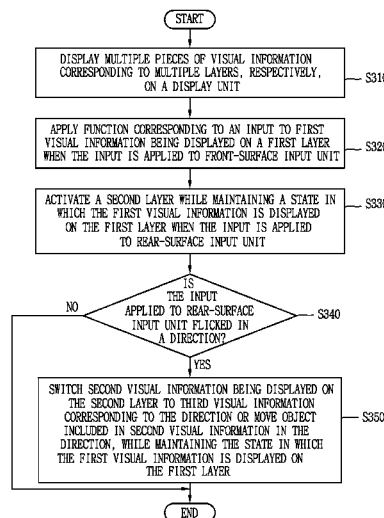 START
DISPLAY MULTIPLE PIECES OF VISUAL INFORMATION
CORRESPONDING TO MULTIPLE LAYERS, RESPECTIVELY,
ON A DISPLAY UNIT
S310
APPLY FUNCTION CORRESPONDING TO AN INPUT TO FIRST
VISUAL INFORMATION BEING DISPLAYED ON A FIRST LAYER
WHEN THE INPUT IS APPLIED TO FRONT-SURFACE INPUT UNIT
S320
ACTIVATE A SECOND LAYER WHILE MAINTAINING A STATE IN
WHICH THE FIRST VISUAL INFORMATION IS DISPLAYED
ON THE FIRST LAYER WHEN THE INPUT IS APPLIED
TO REAR-SURFACE INPUT UNIT
S330
IS
THE INPUT
APPLIED TO REAR-SURFACE
INPUT UNIT FLICKED IN
A DIRECTION?
S340
NO
YES
SWITCH SECOND VISUAL INFORMATION BEING DISPLAYED ON
THE SECOND LAYER TO THIRD VISUAL INFORMATION
CORRESPONDING TO THE DIRECTION OR MOVE OBJECT
INCLUDED IN SECOND VISUAL INFORMATION IN THE
DIRECTION, WHILE MAINTAINING THE STATE IN WHICH
THE FIRST VISUAL INFORMATION IS DISPLAYED ON
THE FIRST LAYER
S350
END